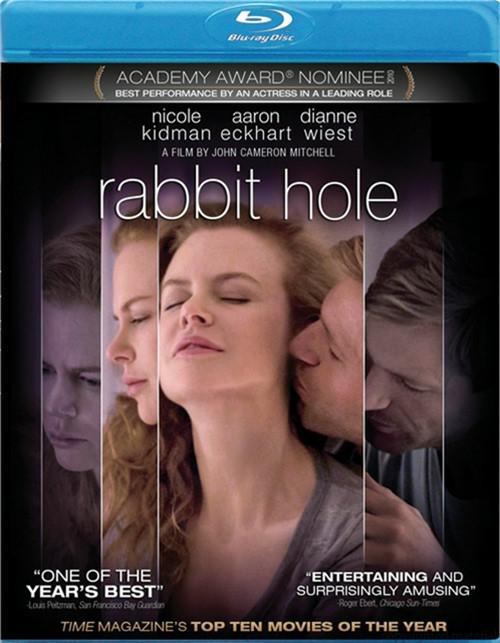 Blu-ray Disc
ACADEMY AWARD® NOMINEE 2010
BEST PERFORMANCE BY AN ACTRESS IN A LEADING ROLE
nicole aaron dianne
kidman eckhart wiest
A FILM BY JOHN CAMERON MITCHELL
rabbit hole
“ONE OF THE
YEAR'S BEST”
-Louis Peitzman, San Francisco Bay Guardian
“ENTERTAINING AND
SURPRISINGLY AMUSING”
-Roger Ebert, Chicago Sun-Times
TIME MAGAZINE'S TOP TEN MOVIES OF THE YEAR